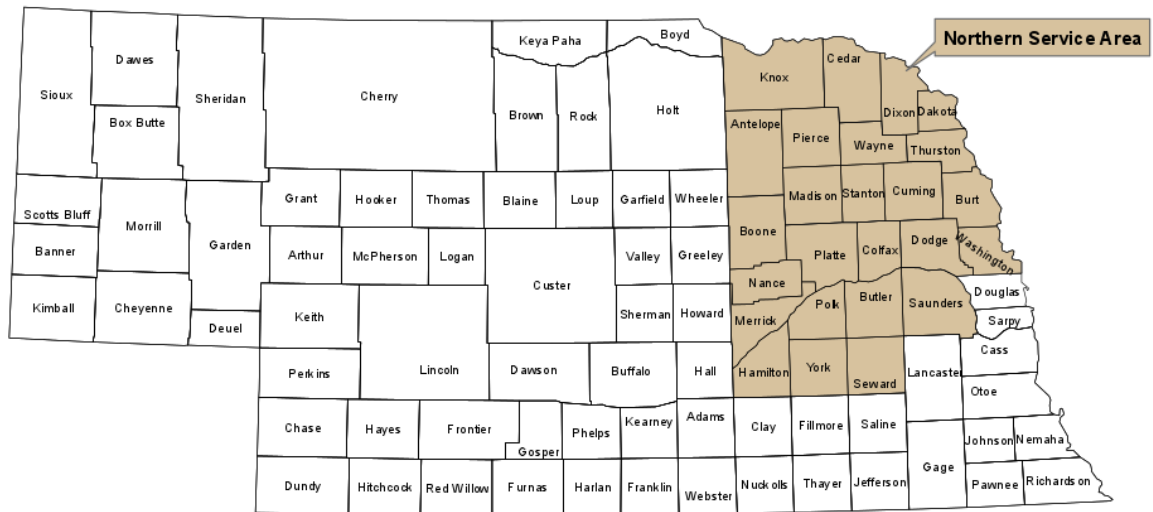 Northern Service Area
Keya Paha
Boyd
Dawes
Cedar
Knox
Sioux
Sheridan
Cherry
Holt
Brown
Rock
Dixon
Dakota
Box Butte
Antelope
Pierce
Wayne
Thurston
Grant
Hooker
Thomas
Blaine
Loup
Garfield
Wheeler
Madison
Stanton
Cuming
Burt
Scotts Bluff
Morrill
Garden
Boone
Banner
Arthur
McPherson
Logan
Valley
Greeley
Platte
Colfax
Dodge
Washington
Custer
Nance
Douglas
Kimball
Cheyenne
Keith
Sherman
Howard
Merrick
Polk
Butler
Saunders
Deuel
Sarpy
Perkins
Lincoln
Dawson
Buffalo
Hall
Hamilton
York
Seward
Lancaster
Cass
Otoe
Chase
Hayes
Frontier
Gosper
Phelps
Kearney
Adams
Clay
Fillmore
Saline
Johnson
Nemaha
Dundy
Hitchcock
Red Willow
Furnas
Harlan
Franklin
Webster
Nuckolls
Thayer
Jefferson
Gage
Pawnee
Richardson